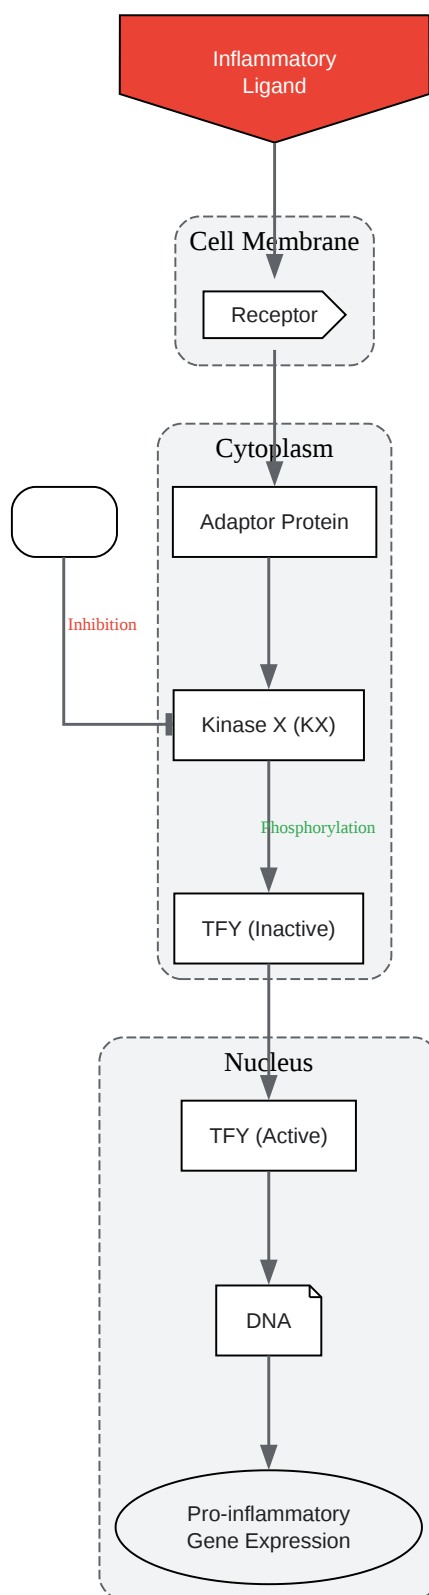 Inflammatory
Ligand
Cell Membrane
Receptor
Cytoplasm
Adaptor Protein
Inhibition
Kinase X (KX)
Phosphorylation
TFY (Inactive)
Nucleus
TFY (Active)
DNA
Pro-inflammatory
Gene Expression